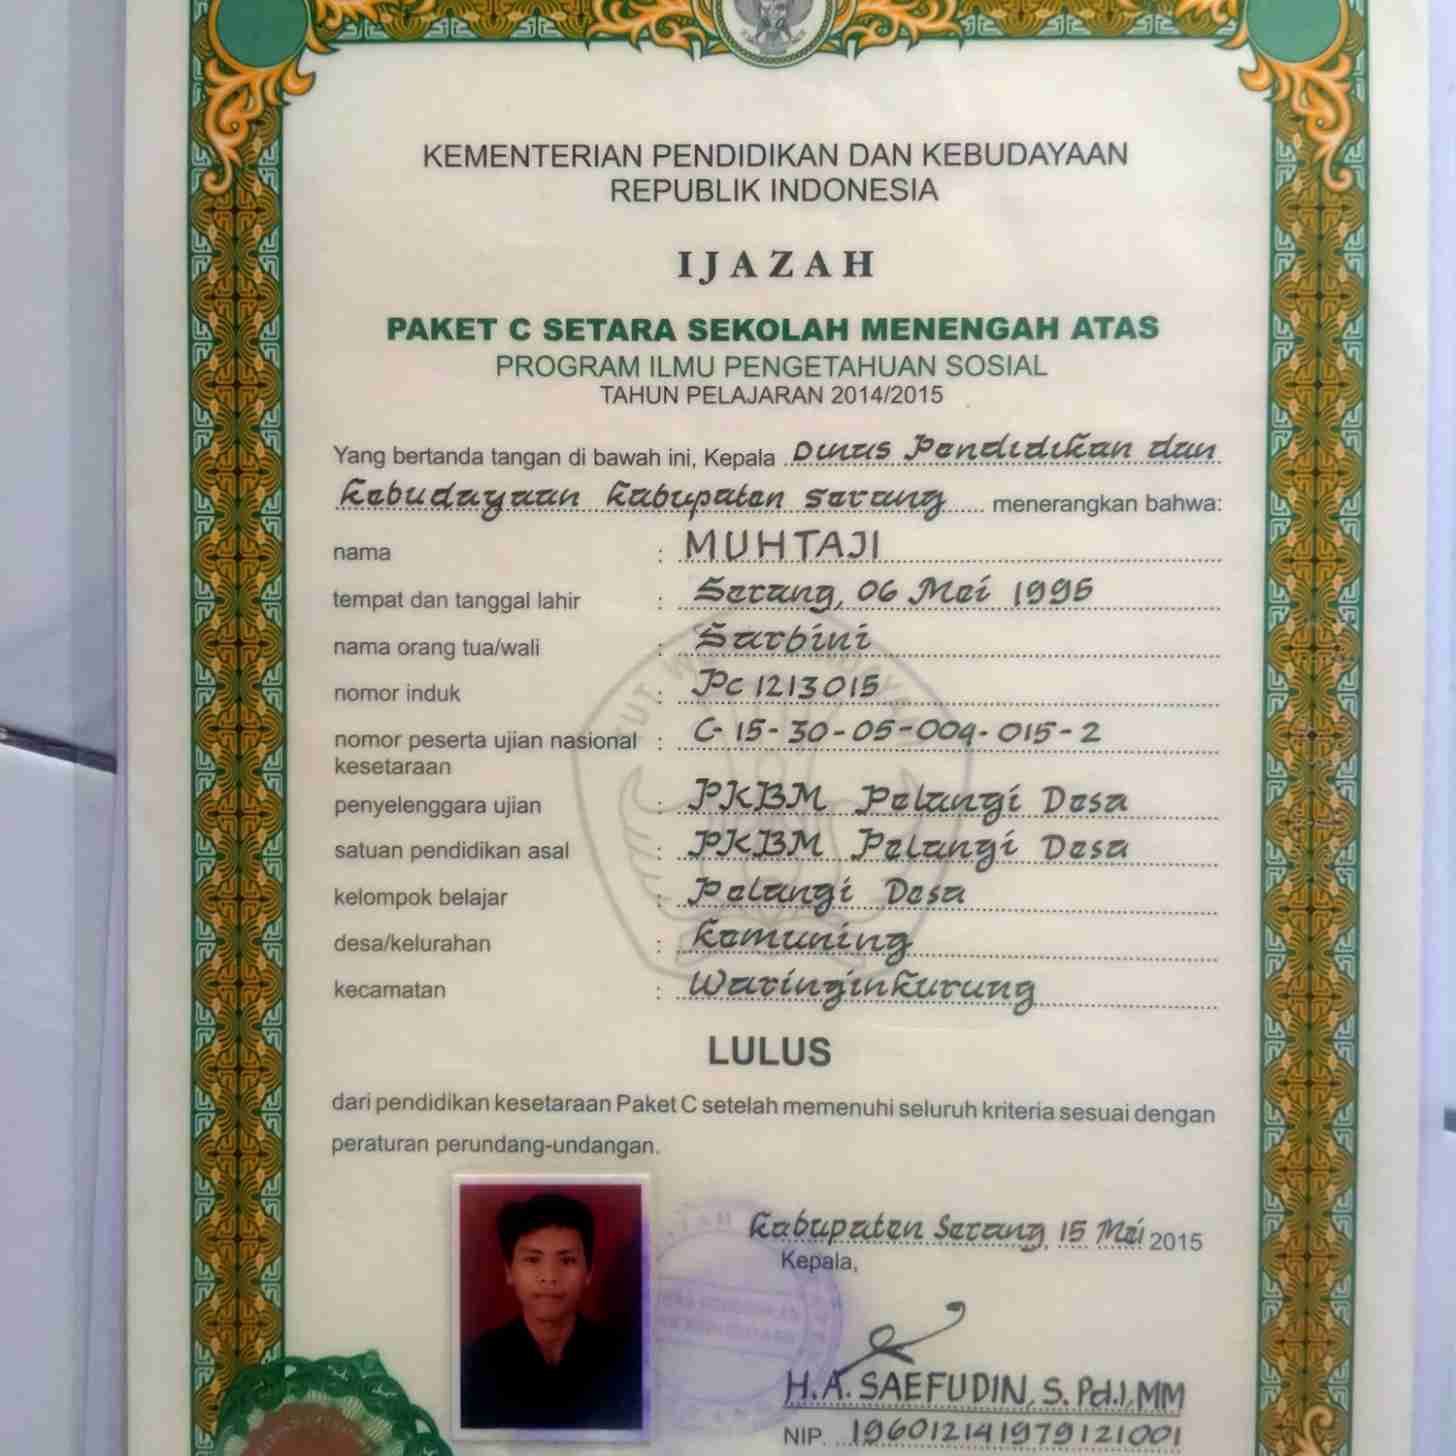 KEMENTERIAN PENDIDIKAN DAN KEBUDAYAAN
REPUBLIK INDONESIA
IJAZAH
PAKET C SETARA SEKOLAH MENENGAH ATAS
PROGRAM ILMU PENGETAHUAN SOSIAL
TAHUN PELAJARAN 2014/2015
Yang bertanda tangan di bawah ini, Kepala Dinas Pendidikan dan
Kebudayaan Kabupaten Serang menerangkan bahwa:
nama : MUHTAJI
tempat dan tanggal lahir : Serang, 06 Mei 1995
nama orang tua/wali : Sarbini
nomor induk : PC 1213015
nomor peserta ujian nasional : C-15-30-05-009-015-2
kesetaraan
penyelenggara ujian : PKBM Pelangi Desa
satuan pendidikan asal : PKBM Pelangi Desa
kelompok belajar : Pelangi Desa
desa/kelurahan : Kemuning
kecamatan : Waringinkurung
LULUS
dari pendidikan kesetaraan Paket C setelah memenuhi seluruh kriteria sesuai dengan
peraturan perundang-undangan.
Kabupaten Serang, 15 Mei 2015
Kepala,
H.A. SAEFUDIN, S.Pd.I, MM
NIP. 196012141979121001